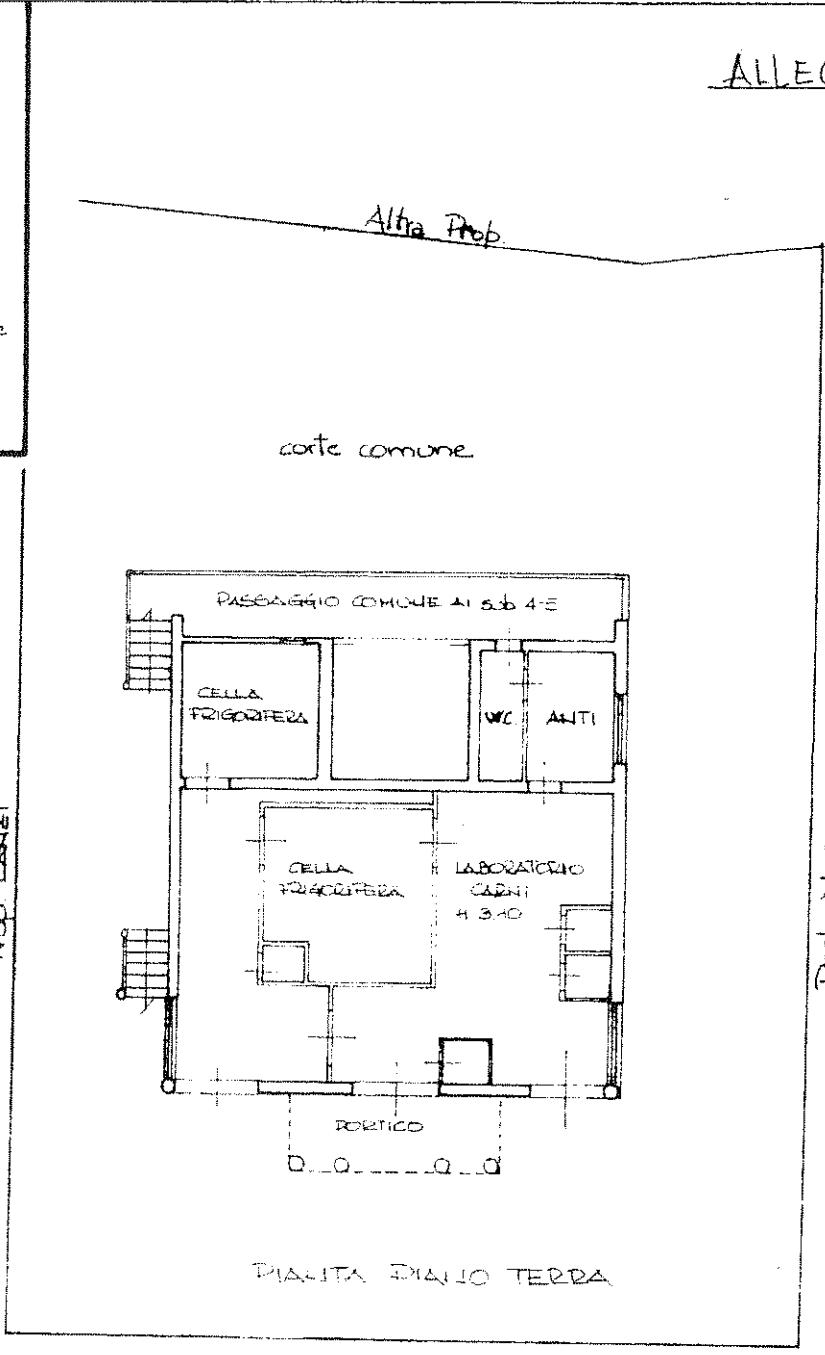 ALLEG
Altra Prop.
corte comune
PASSAGGIO COMUNE AI sub 4-5
CELLA
FRIGORIFERA
WC
ANTI
CELLA
FRIGORIFERA
LABORATORIO
CARNI
H 3.10
PORTICO
PIANTA PIANO TERRA